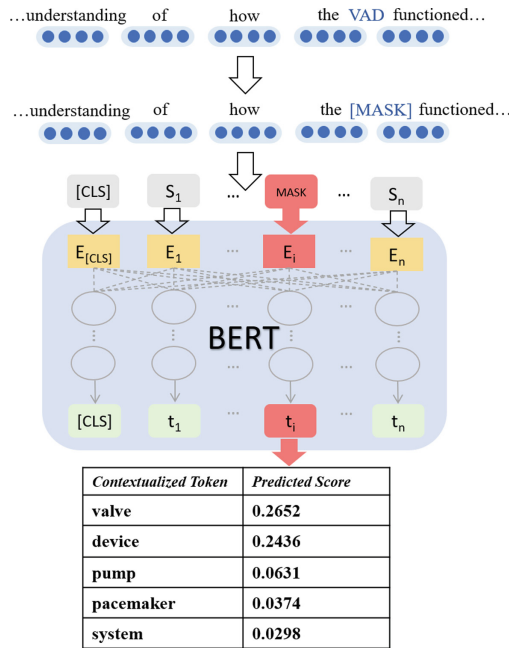 ...understanding of how the VAD functioned...
...understanding of how the [MASK] functioned...
[CLS] S1 ... MASK ... Sn
E[CLS] E1 ... Ei ... En
... ...
BERT
... ...
[CLS] t1 ... ti ... tn
Contextualized Token Predicted Score
valve 0.2652
device 0.2436
pump 0.0631
pacemaker 0.0374
system 0.0298